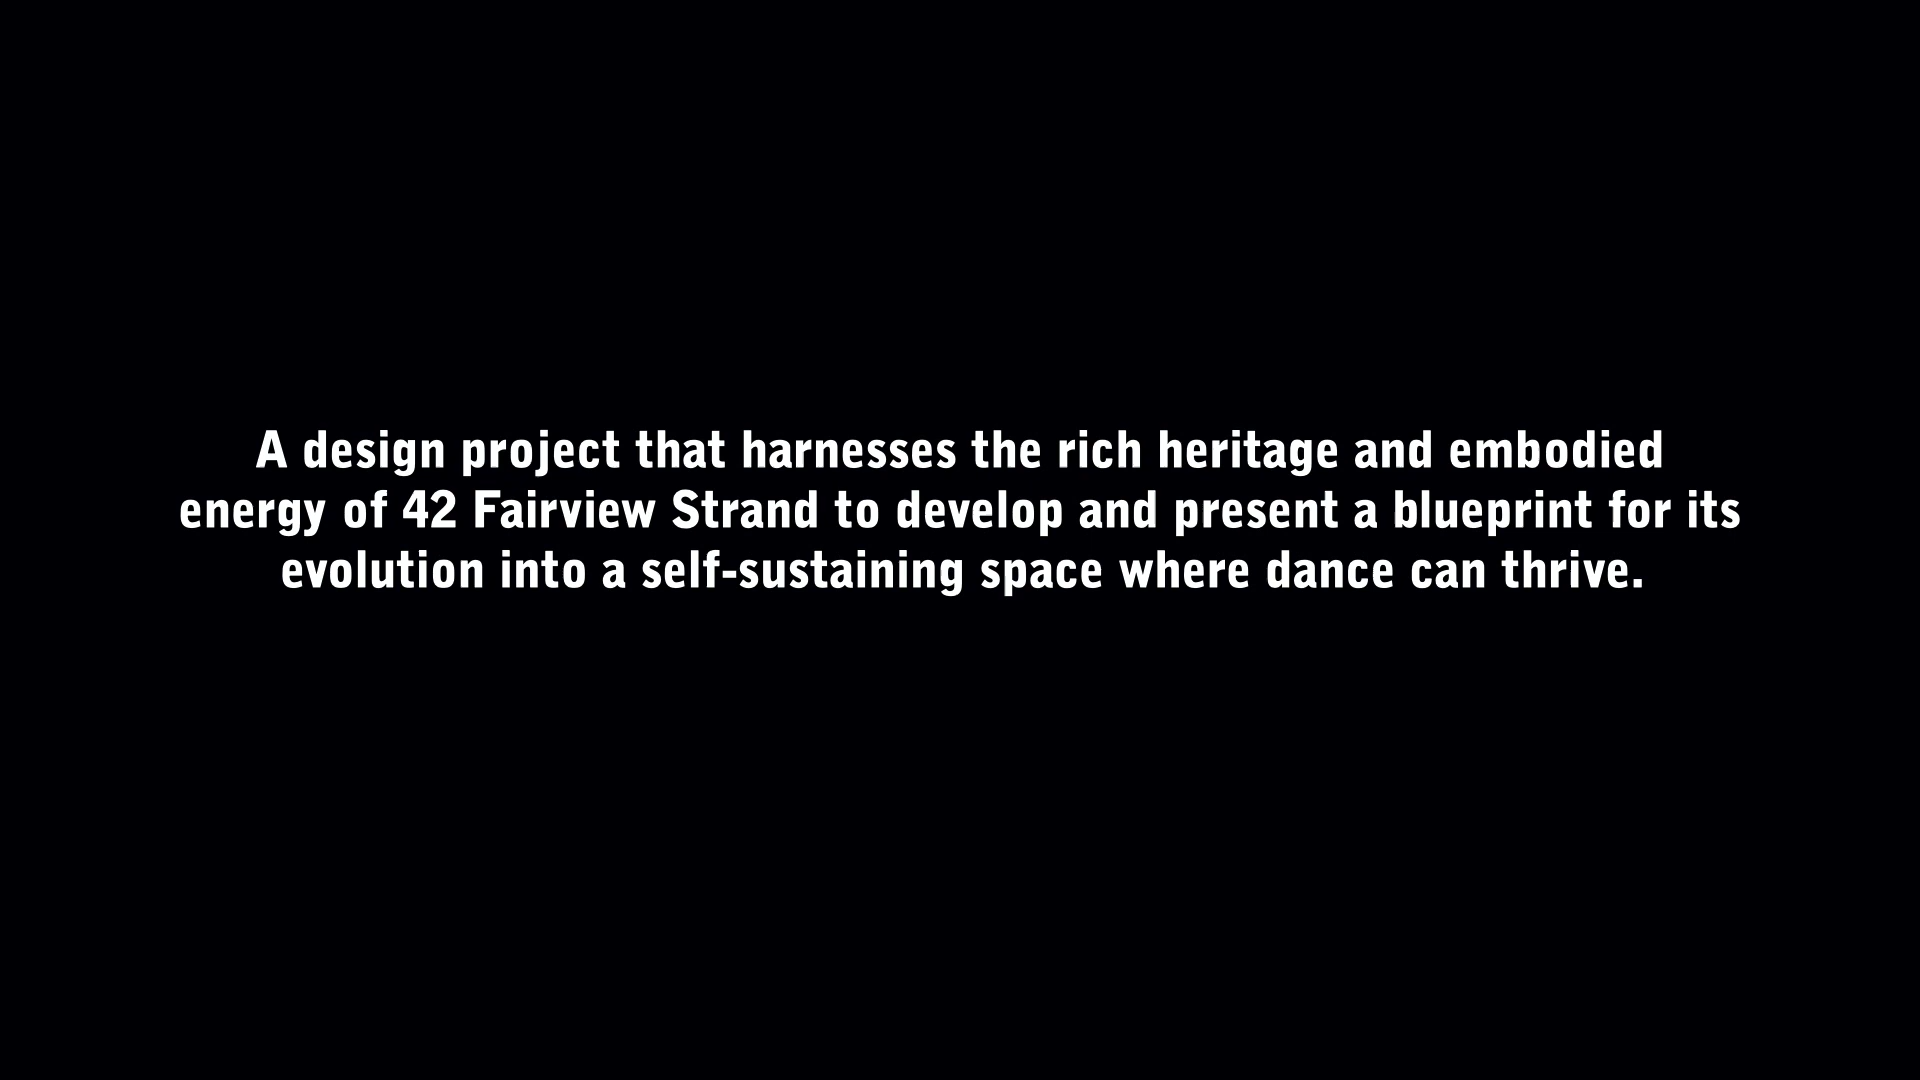 A design project that harnesses the rich heritage and embodied
energy of 42 Fairview Strand to develop and present a blueprint for its
evolution into a self-sustaining space where dance can thrive.